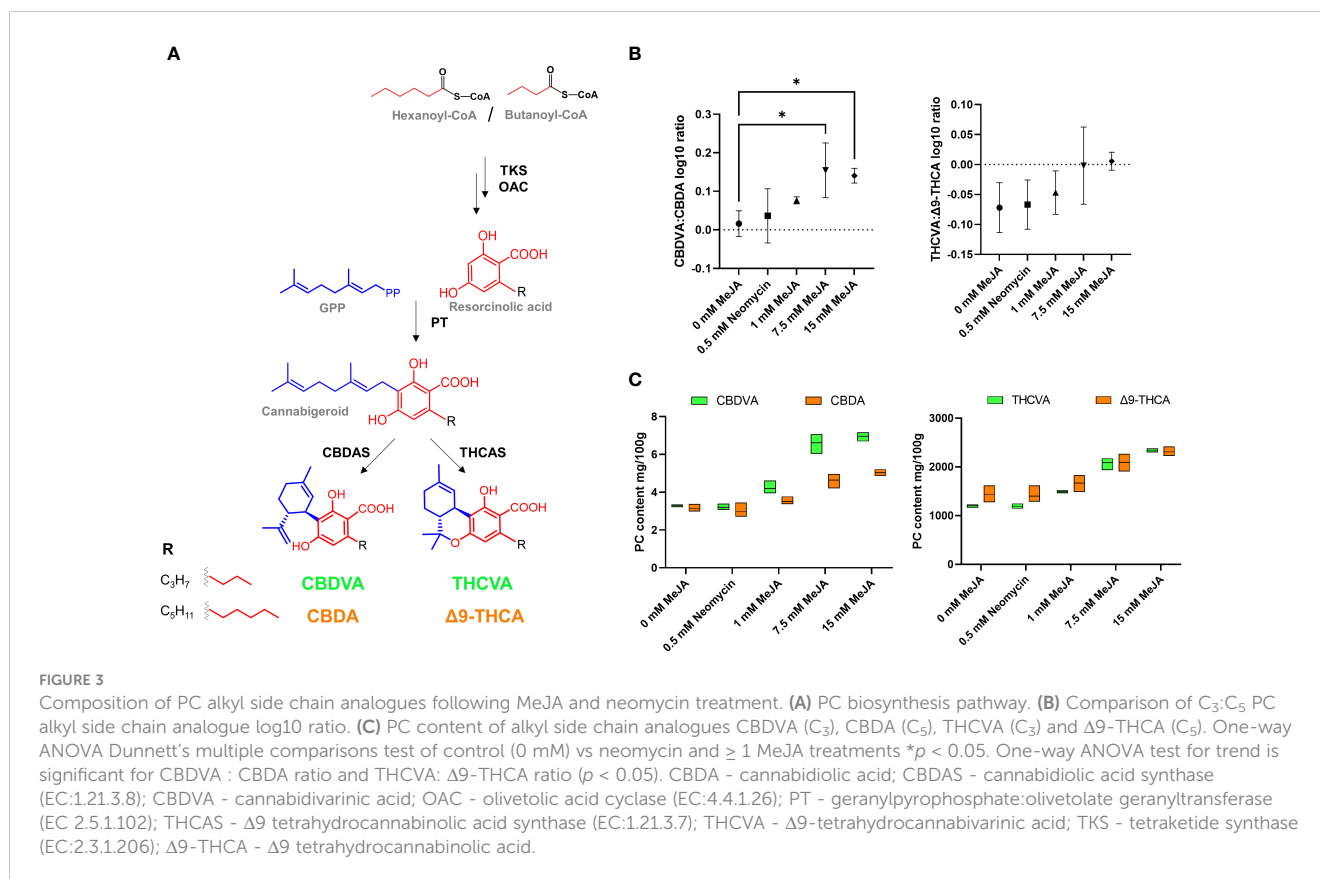 A
O
S—CoA
Hexanoyl-CoA
/
O
S—CoA
Butanoyl-CoA
TKS
OAC
OH
COOH
HO
R
Resorcinolic acid
PP
GPP
PT
OH
COOH
HO
R
Cannabigeroid
CBDAS
THCAS
OH
COOH
HO
R
OH
COOH
O
R
R
C3H7
CBDVA
THCVA
C5H11
CBDA
Δ9-THCA
B
CBDVA:CBDA log10 ratio
0.3
0.2
0.1
0.0
-0.1
*
*
0 mM MeJA
0.5 mM Neomycin
1 mM MeJA
7.5 mM MeJA
15 mM MeJA
THCVA:Δ9-THCA log10 ratio
0.10
0.05
0.00
-0.05
-0.10
-0.15
0 mM MeJA
0.5 mM Neomycin
1 mM MeJA
7.5 mM MeJA
15 mM MeJA
C
CBDVA
CBDA
PC content mg/100g
8
6
4
2
0
0 mM MeJA
0.5 mM Neomycin
1 mM MeJA
7.5 mM MeJA
15 mM MeJA
THCVA
Δ9-THCA
PC content mg/100g
3000
2000
1000
0
0 mM MeJA
0.5 mM Neomycin
1 mM MeJA
7.5 mM MeJA
15 mM MeJA
FIGURE 3
Composition of PC alkyl side chain analogues following MeJA and neomycin treatment. (A) PC biosynthesis pathway. (B) Comparison of C3:C5 PC
alkyl side chain analogue log10 ratio. (C) PC content of alkyl side chain analogues CBDVA (C3), CBDA (C5), THCVA (C3) and Δ9-THCA (C5). One-way
ANOVA Dunnett's multiple comparisons test of control (0 mM) vs neomycin and ≥ 1 MeJA treatments *p < 0.05. One-way ANOVA test for trend is
significant for CBDVA : CBDA ratio and THCVA: Δ9-THCA ratio (p < 0.05). CBDA - cannabidiolic acid; CBDAS - cannabidiolic acid synthase
(EC:1.21.3.8); CBDVA - cannabidivarinic acid; OAC - olivetolic acid cyclase (EC:4.4.1.26); PT - geranylpyrophosphate:olivetolate geranyltransferase
(EC 2.5.1.102); THCAS - Δ9 tetrahydrocannabinolic acid synthase (EC:1.21.3.7); THCVA - Δ9-tetrahydrocannabivarinic acid; TKS - tetraketide synthase
(EC:2.3.1.206); Δ9-THCA - Δ9 tetrahydrocannabinolic acid.